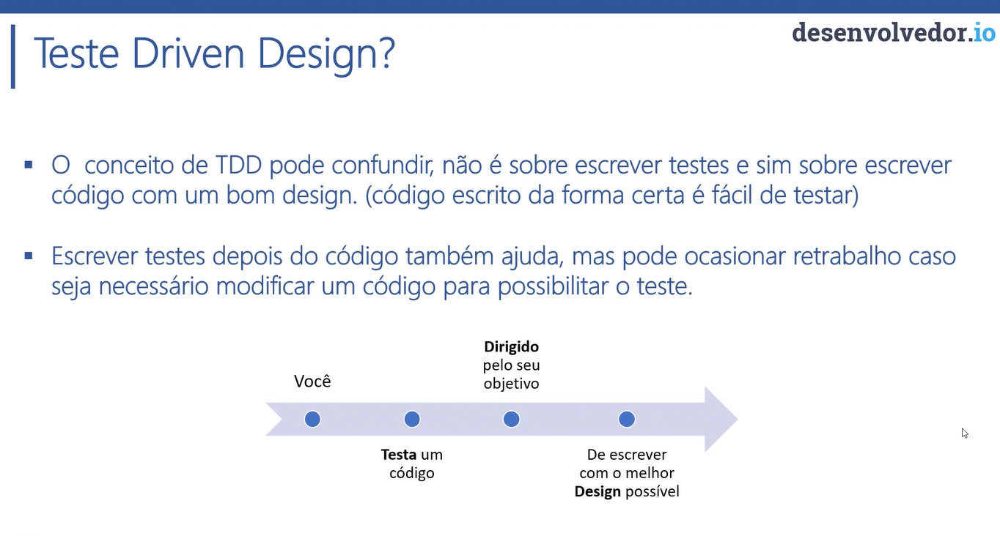 desenvolvedor.io
Teste Driven Design?
▪ O conceito de TDD pode confundir, não é sobre escrever testes e sim sobre escrever
código com um bom design. (código escrito da forma certa é fácil de testar)
▪ Escrever testes depois do código também ajuda, mas pode ocasionar retrabalho caso
seja necessário modificar um código para possibilitar o teste.
Você
Testa um
código
Dirigido
pelo seu
objetivo
De escrever
com o melhor
Design possível